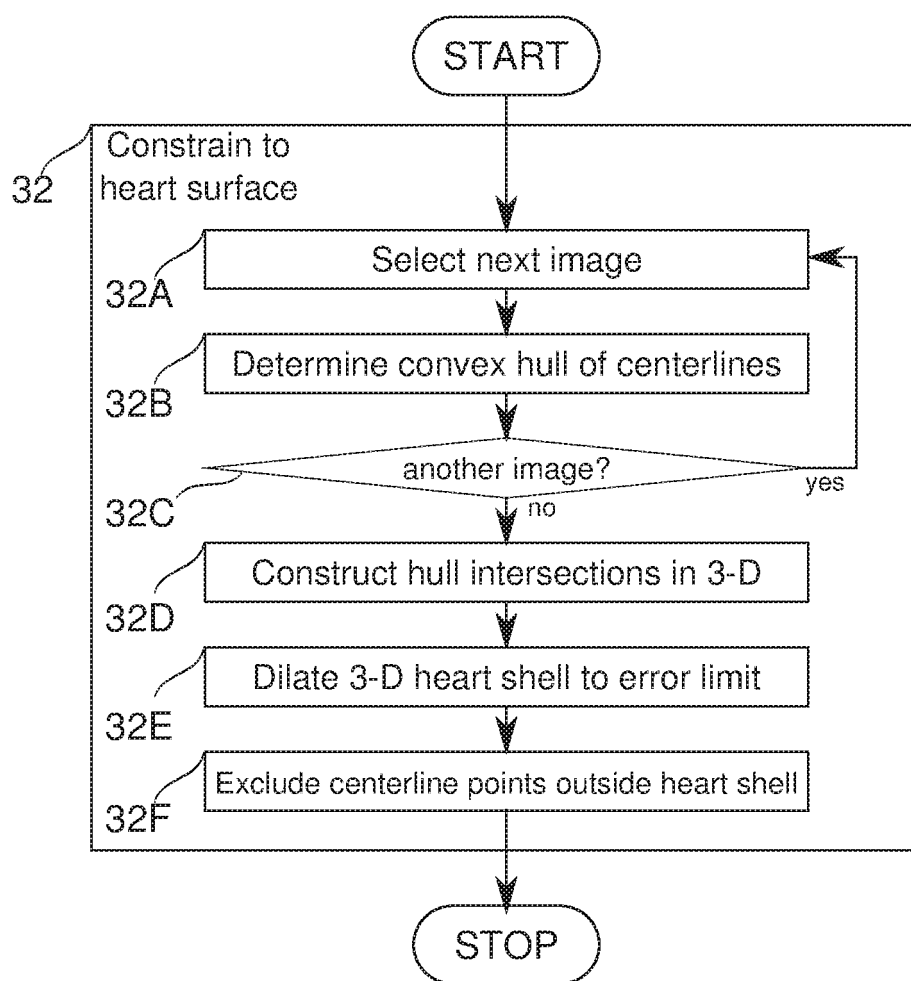 START
Constrain to
32 heart surface
Select next image
32A
Determine convex hull of centerlines
32B
another image?
yes
32C
no
Construct hull intersections in 3-D
32D
Dilate 3-D heart shell to error limit
32E
Exclude centerline points outside heart shell
32F
STOP